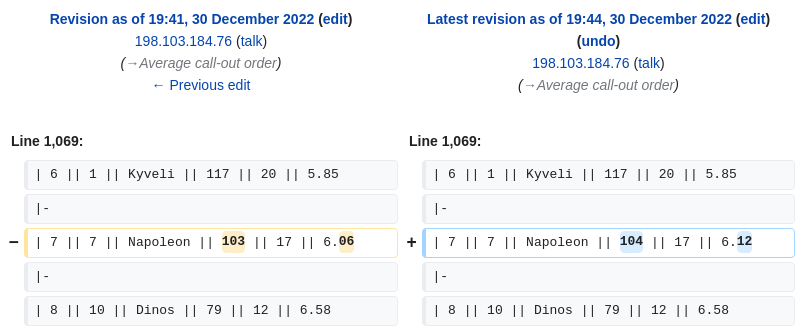 Revision as of 19:41, 30 December 2022 (edit)
198.103.184.76 (talk)
(→Average call-out order)
← Previous edit
Latest revision as of 19:44, 30 December 2022 (edit)
(undo)
198.103.184.76 (talk)
(→Average call-out order)
Line 1,069:
| 6 || 1 || Kyveli || 117 || 20 || 5.85
|-
− | 7 || 7 || Napoleon || 103 || 17 || 6.06
|-
| 8 || 10 || Dinos || 79 || 12 || 6.58
Line 1,069:
| 6 || 1 || Kyveli || 117 || 20 || 5.85
|-
+ | 7 || 7 || Napoleon || 104 || 17 || 6.12
|-
| 8 || 10 || Dinos || 79 || 12 || 6.58